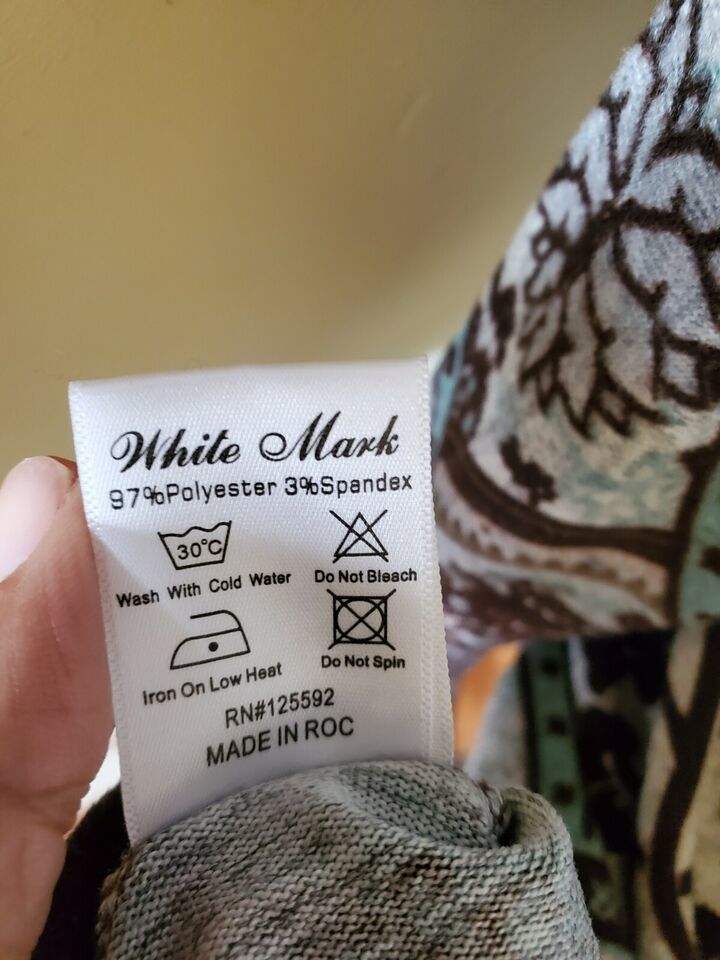 White Mark
97%Polyester 3%Spandex
30°C
Wash With Cold Water
Do Not Bleach
Iron On Low Heat
Do Not Spin
RN#125592
MADE IN ROC